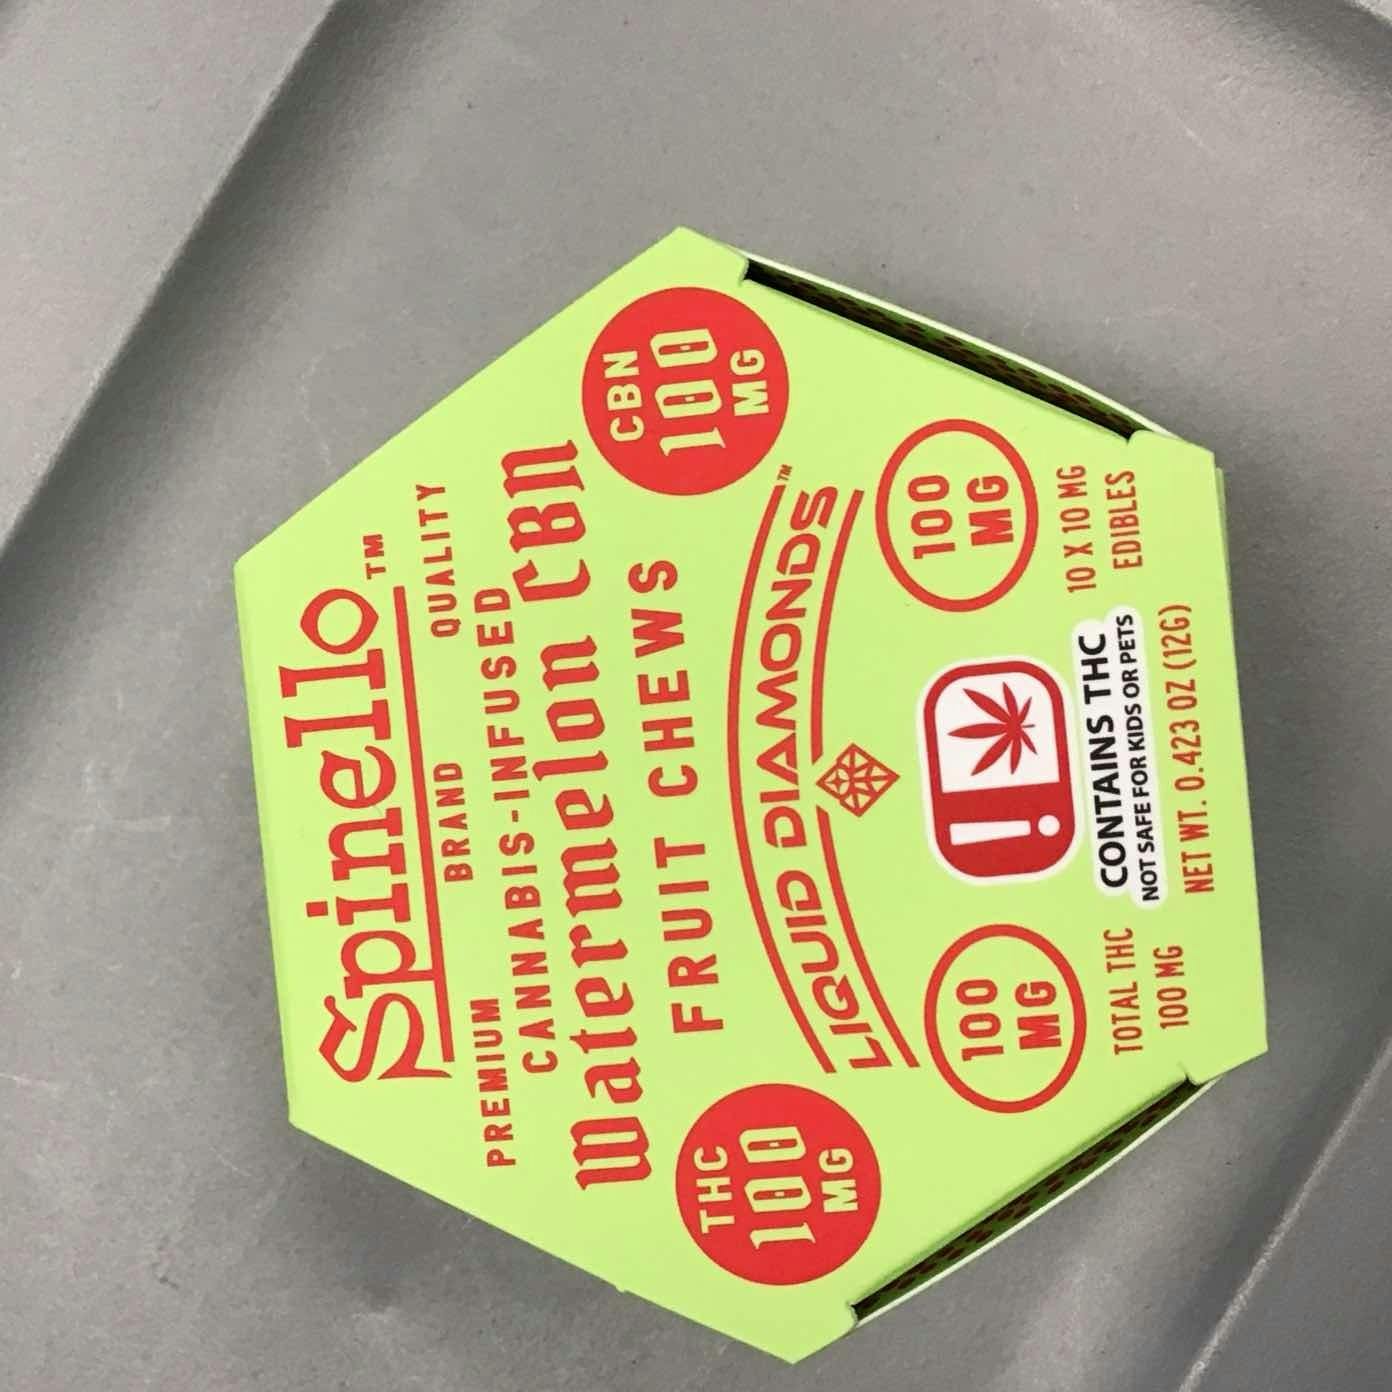 Spinello™
BRAND QUALITY
PREMIUM
CANNABIS-INFUSED
Watermelon CBN
FRUIT CHEWS
THC
100
MG
CBN
100
MG
LIQUID DIAMONDS™
100
MG
TOTAL THC
100 MG
!
CONTAINS THC
NOT SAFE FOR KIDS OR PETS
NET WT. 0.423 OZ (12G)
100
MG
10 X 10 MG
EDIBLES